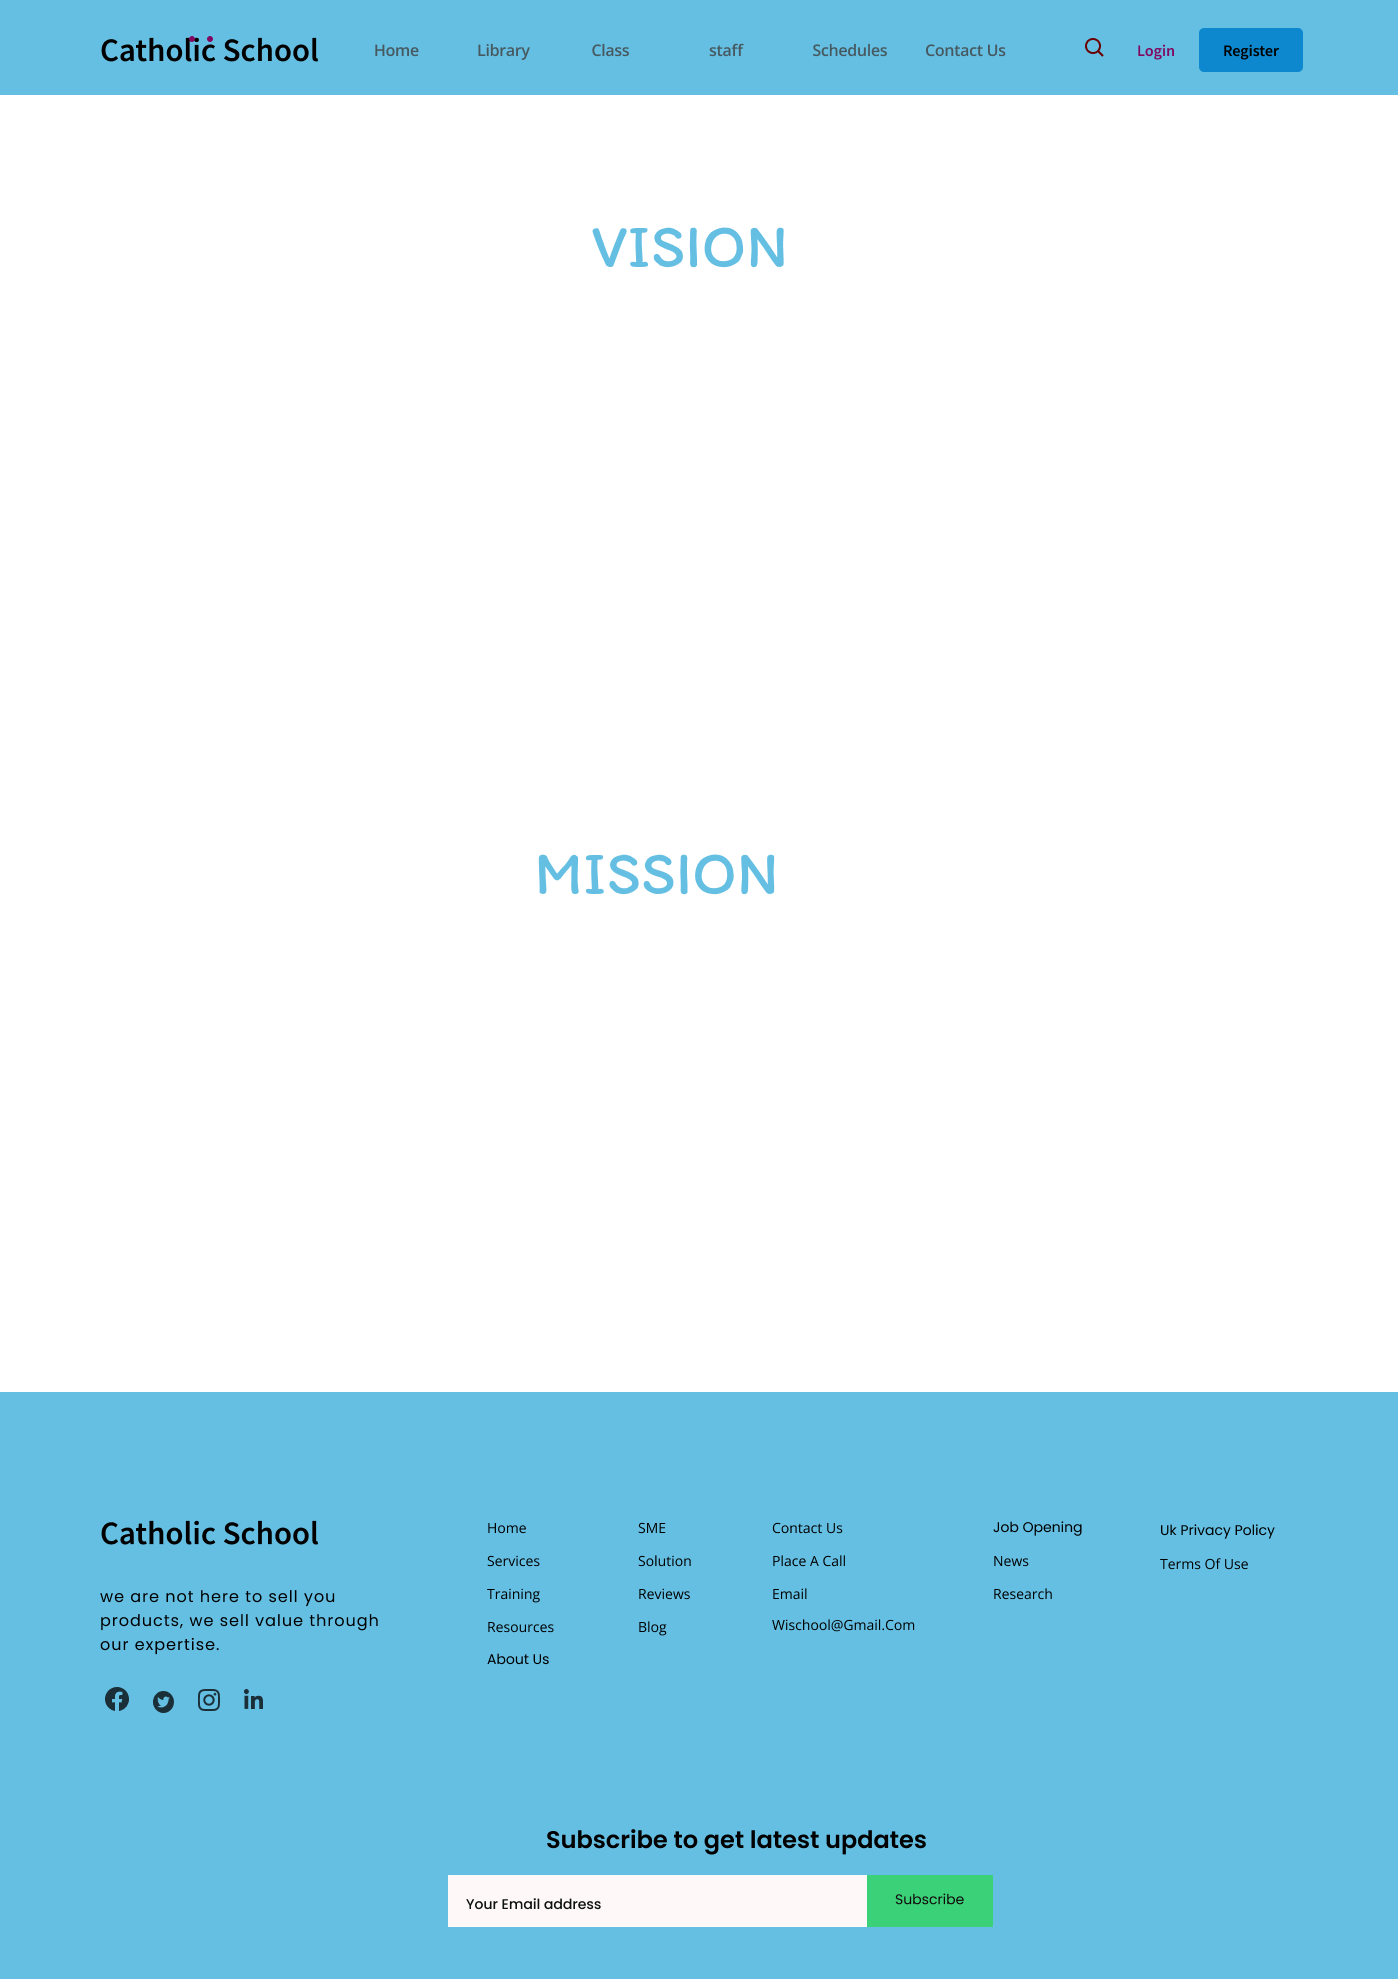 Catholic School
Home
Library
Class
staff
Schedules
Contact Us
Login
Register
VISION
MISSION
Catholic School
we are not here to sell you
products, we sell value through
our expertise.
Home
Services
Training
Resources
About Us
SME
Solution
Reviews
Blog
Contact Us
Place A Call
Email
Wischool@Gmail.Com
Job Opening
News
Research
Uk Privacy Policy
Terms Of Use
Subscribe to get latest updates
Your Email address
Subscribe